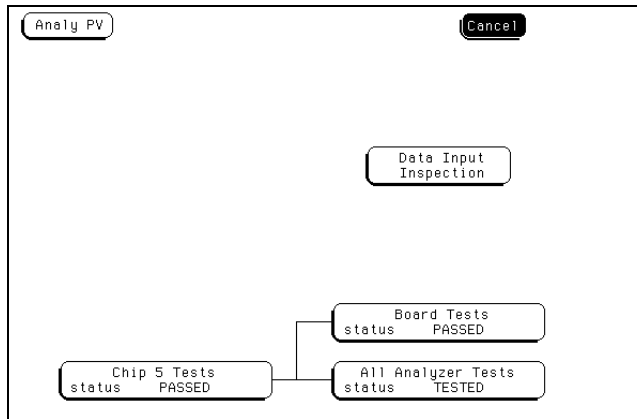 Analy PV
Cancel
Data Input
Inspection
Board Tests
status PASSED
Chip 5 Tests
status PASSED
All Analyzer Tests
status TESTED